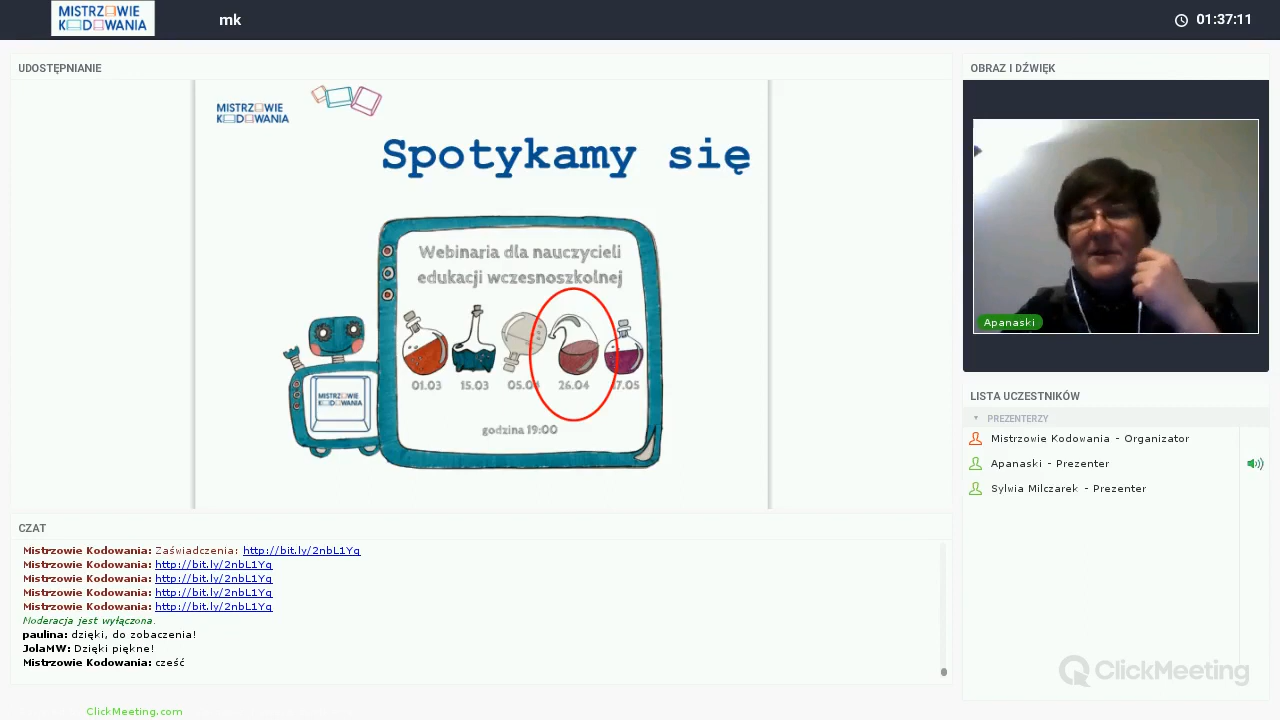 MISTRZOWIE
KODOWANIA
mk
01:37:11
UDOSTĘPNIANIE
MISTRZOWIE
KODOWANIA
Spotykamy się
Webinaria dla nauczycieli
edukacji wczesnoszkolnej
01.03 15.03 05.04 26.04 17.05
godzina 19:00
MISTRZOWIE
KODOWANIA
CZAT
Mistrzowie Kodowania: Zaświadczenia: http://bit.ly/2nbL1Yq
Mistrzowie Kodowania: http://bit.ly/2nbL1Yq
Mistrzowie Kodowania: http://bit.ly/2nbL1Yq
Mistrzowie Kodowania: http://bit.ly/2nbL1Yq
Mistrzowie Kodowania: http://bit.ly/2nbL1Yq
Moderacja jest wyłączona.
paulina: dzięki, do zobaczenia!
JolaMW: Dzięki piękne!
Mistrzowie Kodowania: cześć
ClickMeeting.com
OBRAZ I DŹWIĘK
Apanaski
LISTA UCZESTNIKÓW
PREZENTERZY
Mistrzowie Kodowania - Organizator
Apanaski - Prezenter
Sylwia Milczarek - Prezenter
ClickMeeting